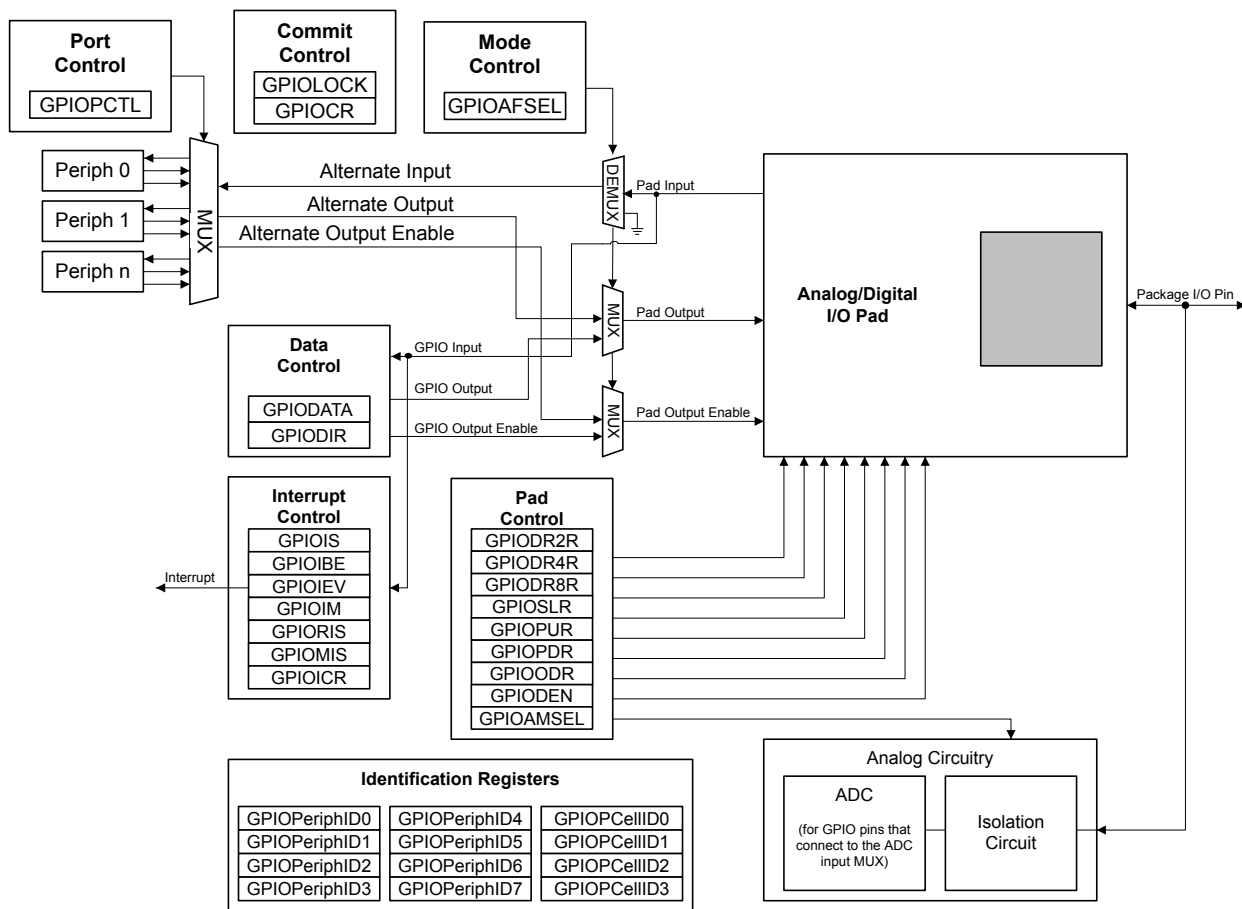 Port
Control
GPIOPCTL
Commit
Control
GPIOLOCK
GPIOCR
Mode
Control
GPIOAFSEL
Periph 0
Periph 1
Periph n
MUX
Alternate Input
Alternate Output
Alternate Output Enable
DEMUX
Pad Input
MUX
Pad Output
MUX
Pad Output Enable
Analog/Digital
I/O Pad
Package I/O Pin
Data
Control
GPIODATA
GPIODIR
GPIO Input
GPIO Output
GPIO Output Enable
Interrupt
Control
GPIOIS
GPIOIBE
GPIOIEV
GPIOIM
GPIORIS
GPIOMIS
GPIOICR
Interrupt
Pad
Control
GPIODR2R
GPIODR4R
GPIODR8R
GPIOSLR
GPIOPUR
GPIOPDR
GPIOODR
GPIODEN
GPIOAMSEL
Analog Circuitry
ADC
(for GPIO pins that
connect to the ADC
input MUX)
Isolation
Circuit
Identification Registers
GPIOPeriphID0
GPIOPeriphID1
GPIOPeriphID2
GPIOPeriphID3
GPIOPeriphID4
GPIOPeriphID5
GPIOPeriphID6
GPIOPeriphID7
GPIOPCellID0
GPIOPCellID1
GPIOPCellID2
GPIOPCellID3